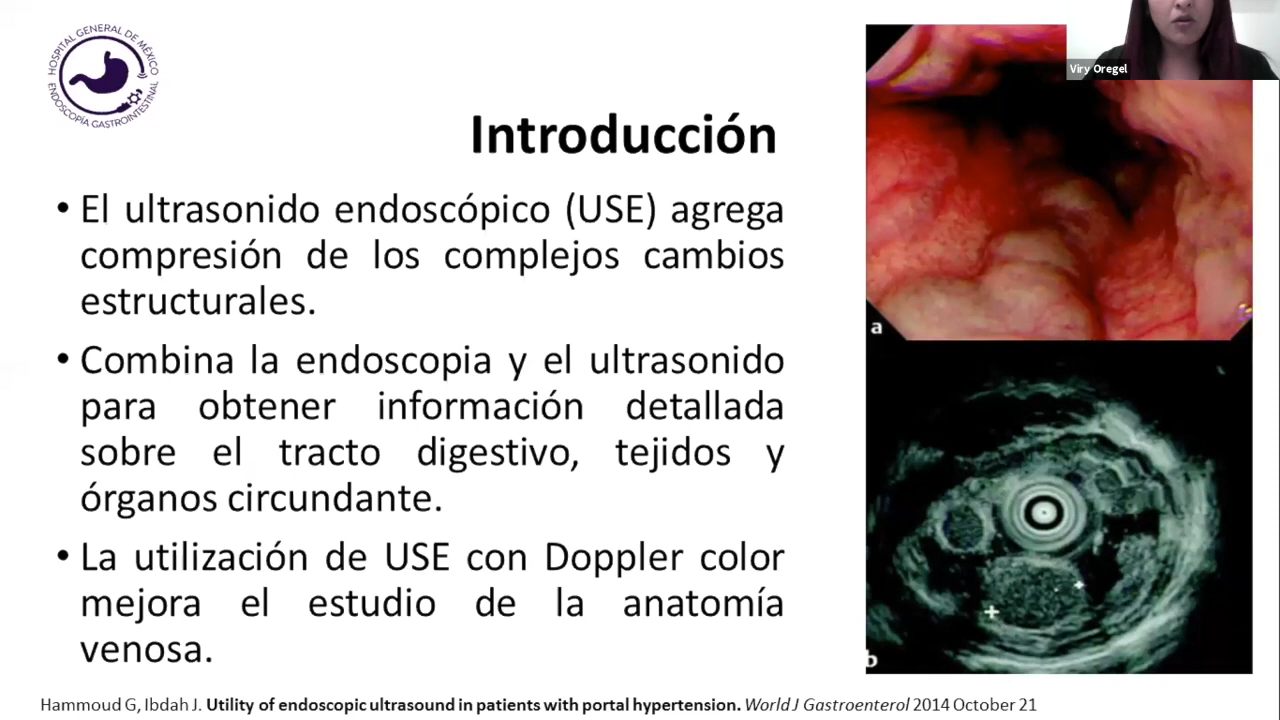 HOSPITAL GENERAL DE MÉXICO
ENDOSCOPÍA GASTROINTESTINAL
Viry Oregel
Introducción
• El ultrasonido endoscópico (USE) agrega
compresión de los complejos cambios
estructurales.
• Combina la endoscopia y el ultrasonido
para obtener información detallada
sobre el tracto digestivo, tejidos y
órganos circundante.
• La utilización de USE con Doppler color
mejora el estudio de la anatomía
venosa.
a
b
Hammoud G, Ibdah J. Utility of endoscopic ultrasound in patients with portal hypertension. World J Gastroenterol 2014 October 21